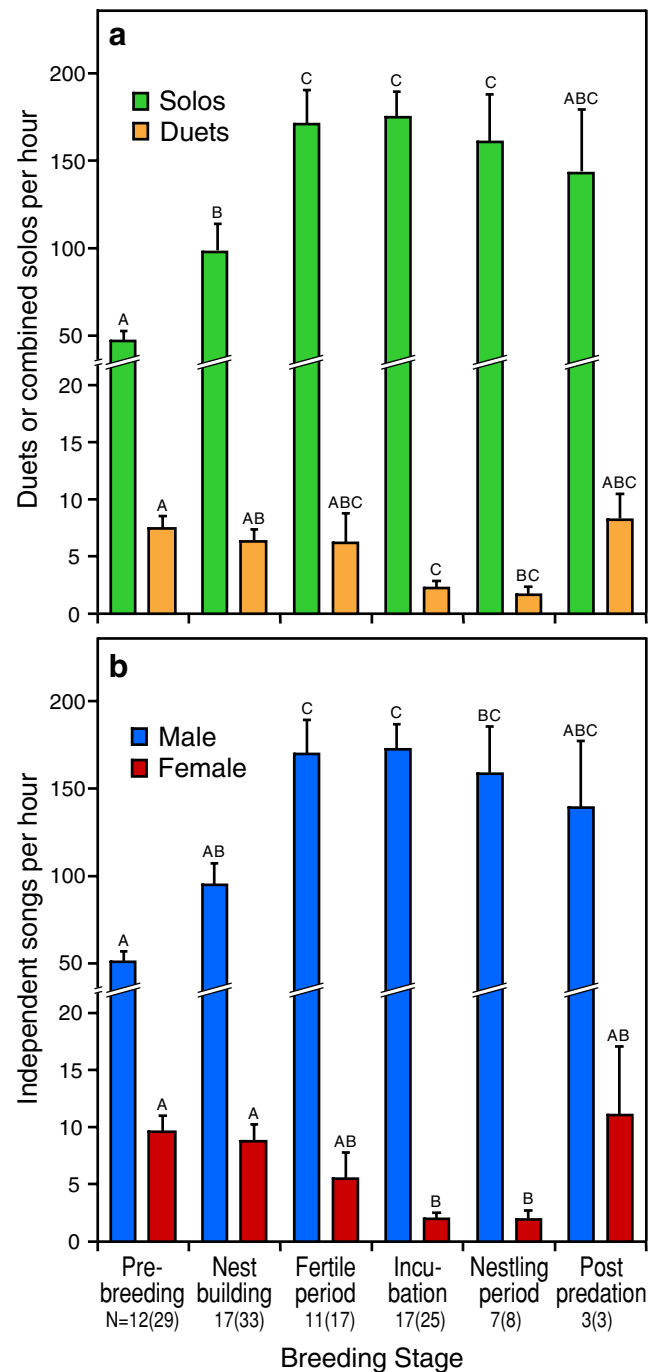 a
Duets or combined solos per hour
200
150
100
50
20
15
10
5
0
Solos
Duets
A
B
C
C
C
ABC
A
AB
ABC
C
BC
ABC
b
Independent songs per hour
200
150
100
50
20
15
10
5
0
Male
Female
A
AB
C
C
BC
ABC
A
A
AB
B
B
AB
Pre-
breeding
N=12(29)
Nest
building
17(33)
Fertile
period
11(17)
Incu-
bation
17(25)
Nestling
period
7(8)
Post
predation
3(3)
Breeding Stage